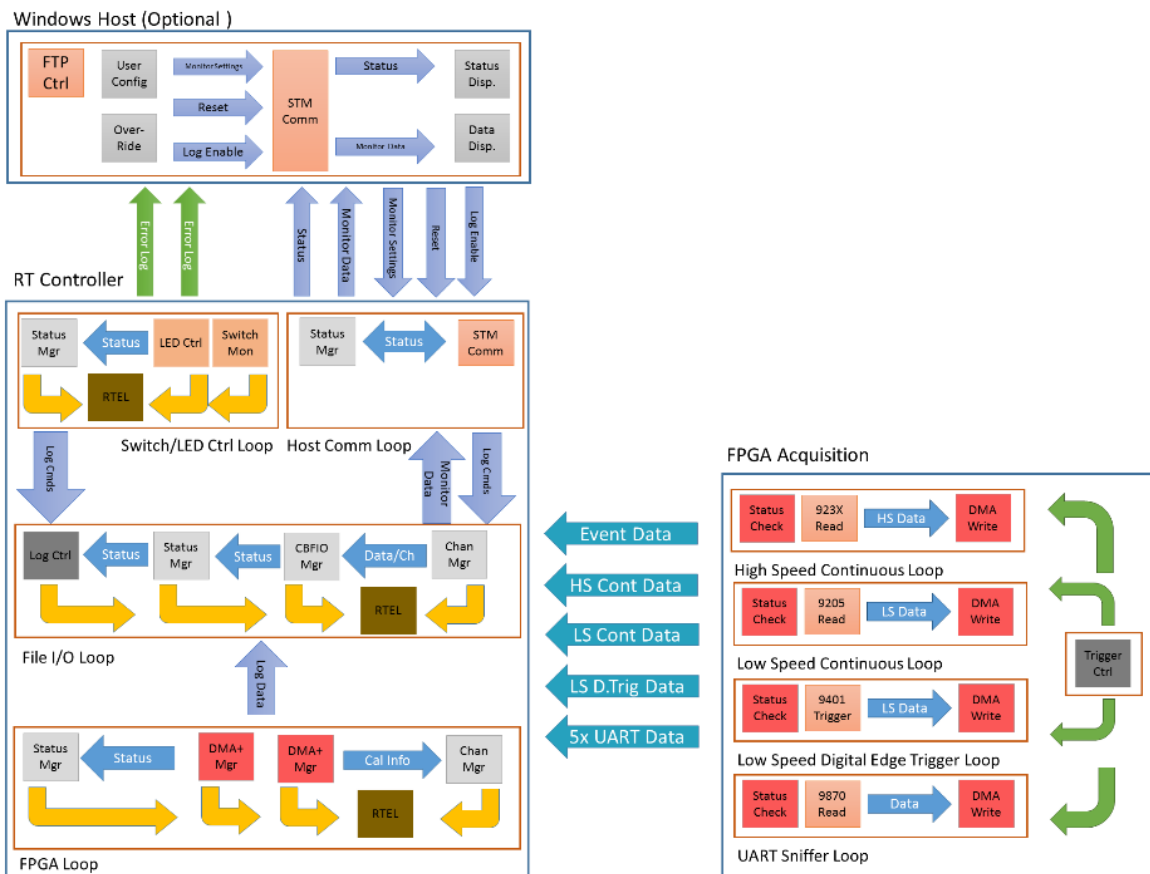 Windows Host (Optional )
FTP
Ctrl
User
Config
MonitorSettings
Reset
Over-
Ride
Log Enable
STM
Comm
Status
Status
Disp.
Monitor Data
Data
Disp.
Error Log
Error Log
Status
Monitor Data
Monitor Settings
Reset
Log Enable
RT Controller
Status
Mgr
Status
LED Ctrl
Switch
Mon
RTEL
Switch/LED Ctrl Loop
Status
Mgr
Status
STM
Comm
Host Comm Loop
Log Cmds
Monitor
Data
Log Cmds
Log Ctrl
Status
Status
Mgr
Status
CBFIO
Mgr
Data/Ch
Chan
Mgr
RTEL
File I/O Loop
Log Data
Status
Mgr
Status
DMA+
Mgr
DMA+
Mgr
Cal Info
Chan
Mgr
RTEL
FPGA Loop
Event Data
HS Cont Data
LS Cont Data
LS D.Trig Data
5x UART Data
FPGA Acquisition
Status
Check
923X
Read
HS Data
DMA
Write
High Speed Continuous Loop
Status
Check
9205
Read
LS Data
DMA
Write
Low Speed Continuous Loop
Status
Check
9401
Trigger
LS Data
DMA
Write
Low Speed Digital Edge Trigger Loop
Status
Check
9870
Read
Data
DMA
Write
UART Sniffer Loop
Trigger
Ctrl